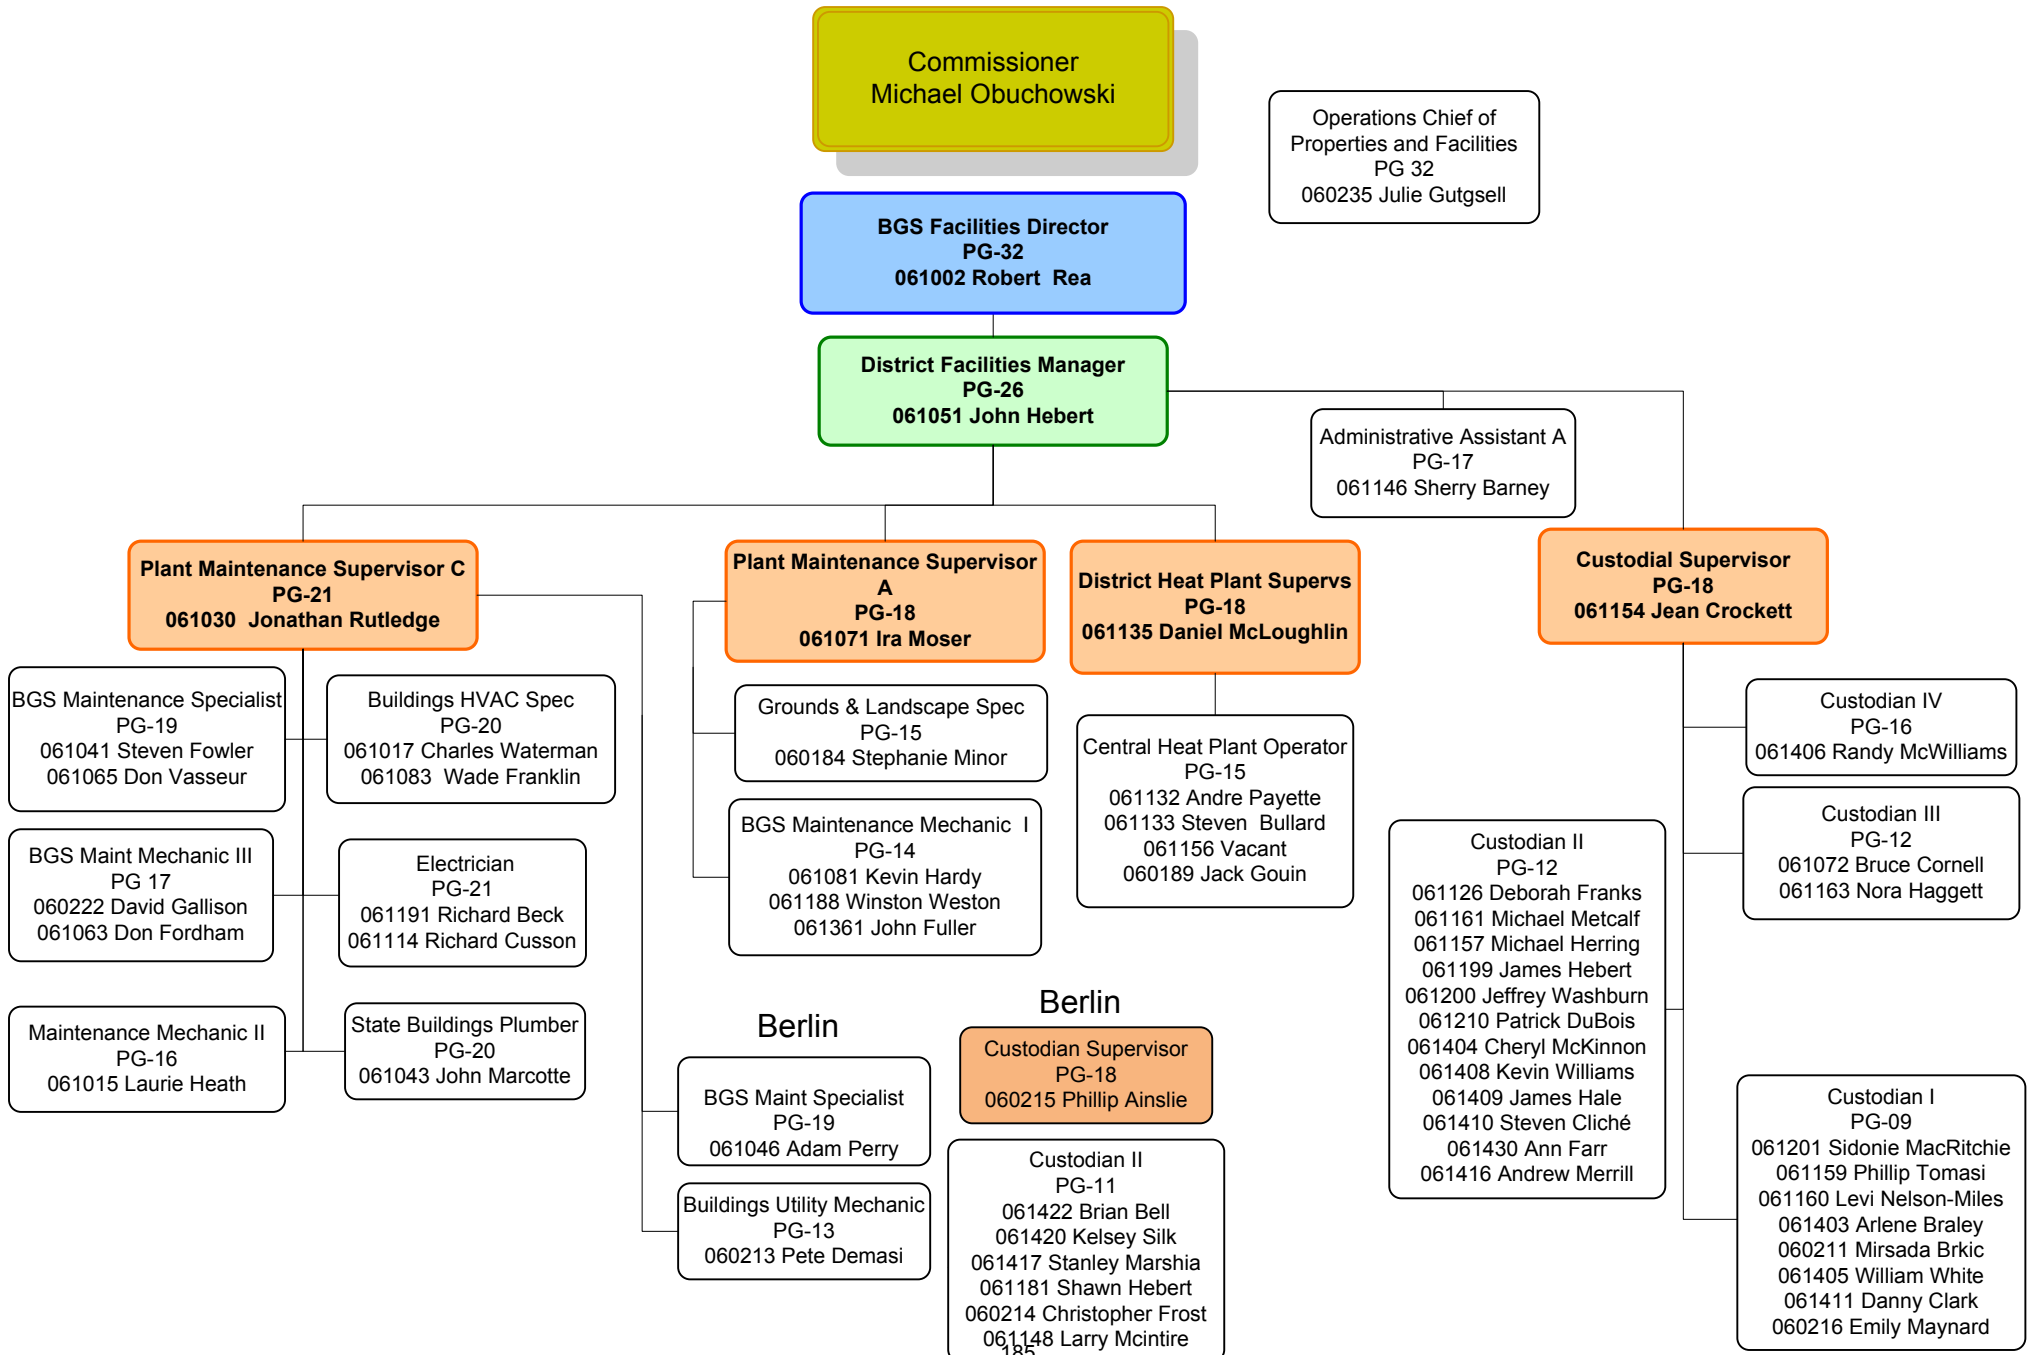 Commissioner
Michael Obuchowski
Operations Chief of
Properties and Facilities
PG 32
060235 Julie Gutgsell
BGS Facilities Director
PG-32
061002 Robert  Rea
District Facilities Manager
PG-26
061051 John Hebert
Administrative Assistant A
PG-17
061146 Sherry Barney
Plant Maintenance Supervisor C
PG-21
061030  Jonathan Rutledge
Plant Maintenance Supervisor
A
PG-18
061071 Ira Moser
District Heat Plant Supervs
PG-18
061135 Daniel McLoughlin
Custodial Supervisor
PG-18
061154 Jean Crockett
BGS Maintenance Specialist
PG-19
061041 Steven Fowler
061065 Don Vasseur
Buildings HVAC Spec
PG-20
061017 Charles Waterman
061083  Wade Franklin
BGS Maint Mechanic III
PG 17
060222 David Gallison
061063 Don Fordham
Electrician
PG-21
061191 Richard Beck
061114 Richard Cusson
Maintenance Mechanic II
PG-16
061015 Laurie Heath
State Buildings Plumber
PG-20
061043 John Marcotte
Grounds & Landscape Spec
PG-15
060184 Stephanie Minor
BGS Maintenance Mechanic  I
PG-14
061081 Kevin Hardy
061188 Winston Weston
061361 John Fuller
Central Heat Plant Operator
PG-15
061132 Andre Payette
061133 Steven  Bullard
061156 Vacant
060189 Jack Gouin
Custodian IV
PG-16
061406 Randy McWilliams
Custodian III
PG-12
061072 Bruce Cornell
061163 Nora Haggett
Custodian II
PG-12
061126 Deborah Franks
061161 Michael Metcalf
061157 Michael Herring
061199 James Hebert
061200 Jeffrey Washburn
061210 Patrick DuBois
061404 Cheryl McKinnon
061408 Kevin Williams
061409 James Hale
061410 Steven Cliché
061430 Ann Farr
061416 Andrew Merrill
Custodian I
PG-09
061201 Sidonie MacRitchie
061159 Phillip Tomasi
061160 Levi Nelson-Miles
061403 Arlene Braley
060211 Mirsada Brkic
061405 William White
061411 Danny Clark
060216 Emily Maynard
Berlin
BGS Maint Specialist
PG-19
061046 Adam Perry
Buildings Utility Mechanic
PG-13
060213 Pete Demasi
Berlin
Custodian Supervisor
PG-18
060215 Phillip Ainslie
Custodian II
PG-11
061422 Brian Bell
061420 Kelsey Silk
061417 Stanley Marshia
061181 Shawn Hebert
060214 Christopher Frost
061148 Larry Mcintire
185